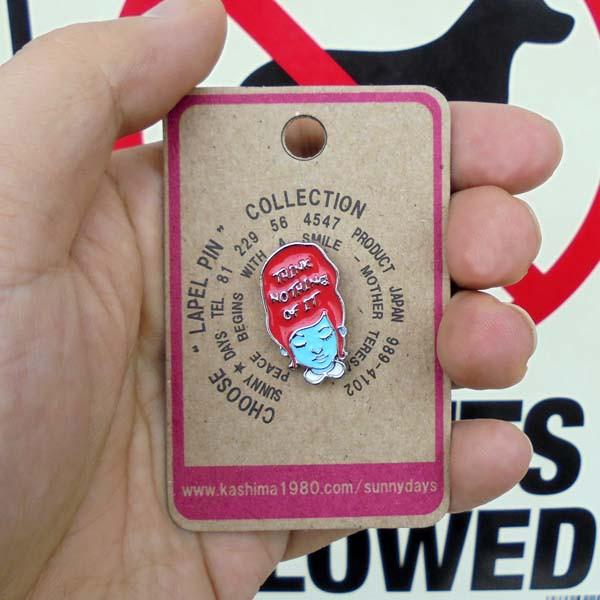 CHOOSE " LAPEL PIN " COLLECTION
SUNNY ★ DAYS TEL 81 229 56 4547 PRODUCT JAPAN 989-4102
PEACE BEGINS WITH A SMILE - MOTHER TERESA
THINK
NOTHING
OF IT
www.kashima1980.com/sunnydays
TS
LOWED